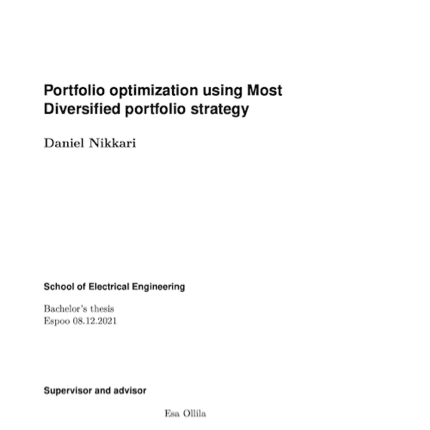 Portfolio optimization using Most
Diversified portfolio strategy
Daniel Nikkari
School of Electrical Engineering
Bachelor's thesis
Espoo 08.12.2021
Supervisor and advisor
Esa Ollila